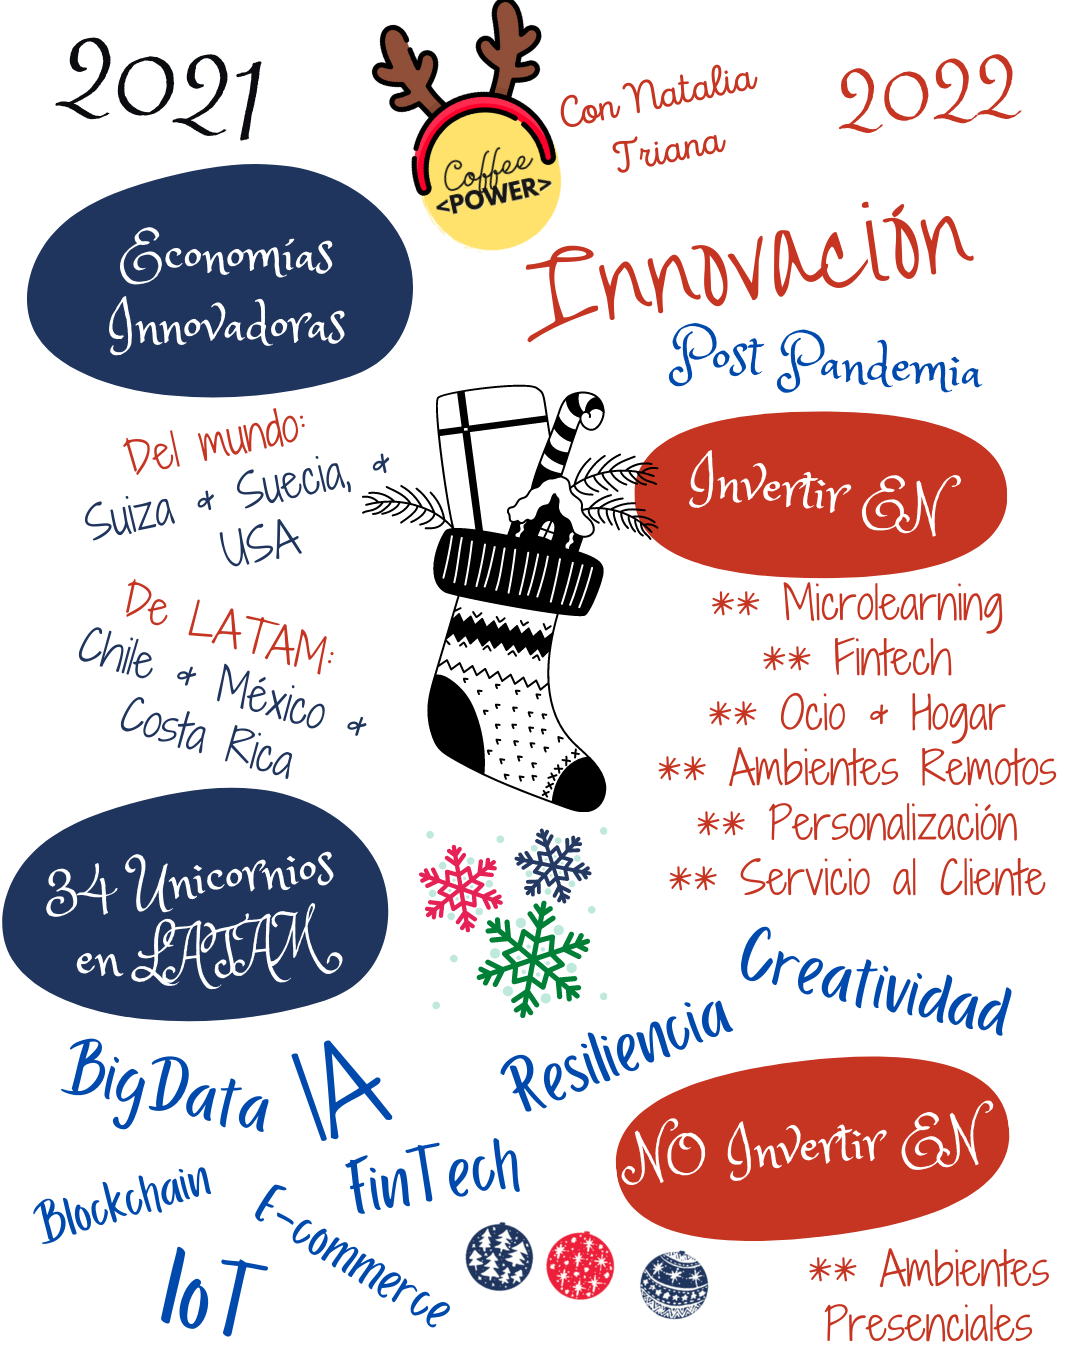 2021
Coffee
<POWER>
Con Natalia
Triana
2022
Economías
Innovadoras
Del mundo:
Suiza & Suecia, &
USA
De LATAM:
Chile & México &
Costa Rica
34 Unicornios
en LATAM
BigData
IA
Blockchain
E-commerce
FinTech
IoT
Innovación
Post Pandemia
Invertir EN
** Microlearning
** Fintech
** Ocio & Hogar
** Ambientes Remotos
** Personalización
** Servicio al Cliente
Creatividad
Resiliencia
NO Invertir EN
** Ambientes
Presenciales